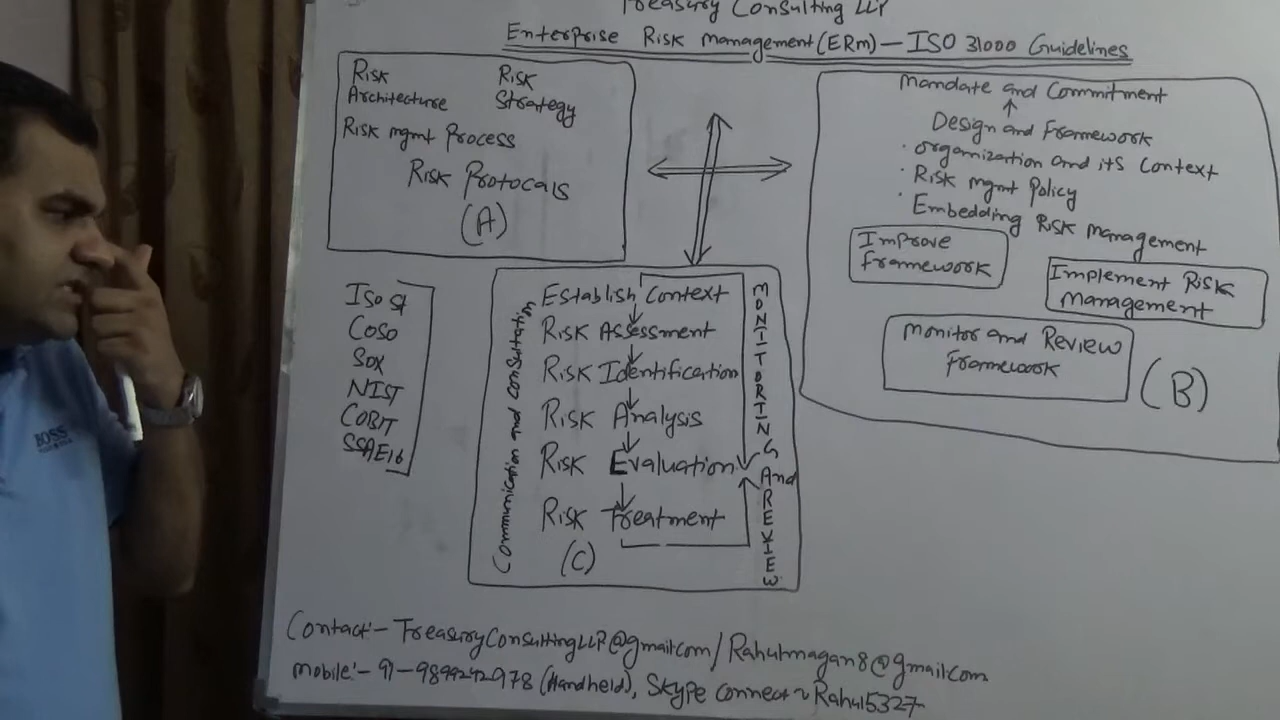 Treasury Consulting LLP
Enterprise Risk Management (ERM) – ISO 31000 Guidelines
Risk Architecture
Risk Strategy
Risk mgmt Process
Risk Protocals
(A)
Mandate and Commitment
Design and Framework
· organization and its Context
· Risk mgmt Policy
· Embedding Risk Management
Improve
framework
Implement Risk
Management
Monitor and Review
framework
(B)
ISO
COSO
SOX
NIST
COBIT
SSAE16
Communication and consultation
Establish Context
Risk Assessment
Risk Identification
Risk Analysis
Risk Evaluation
Risk Treatment
(C)
MONITORING And REVIEW
BOSS
Contact:- TreasuryConsultingLLP@gmail.com / Rahulmagan8@gmail.com
Mobile:- 91-9899242978 (Handheld), Skype Connect ~ Rahul5327